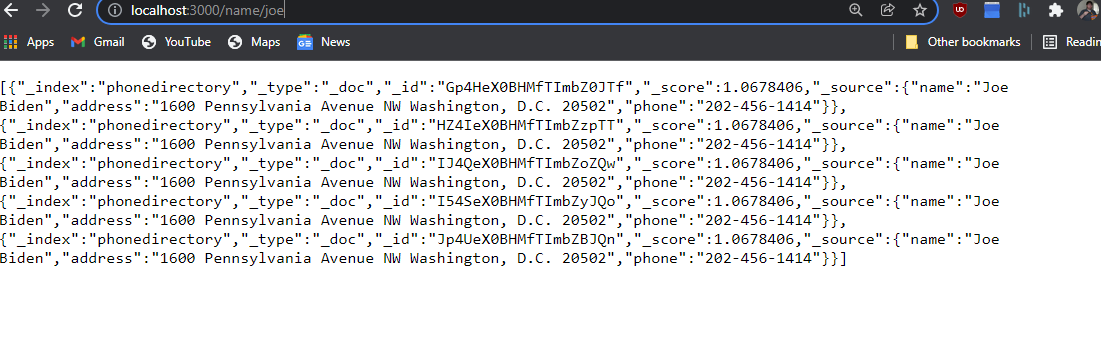 localhost:3000/name/joe
Apps Gmail YouTube Maps News Other bookmarks Readin
[{"_index":"phonedirectory","_type":"_doc","_id":"Gp4HeX0BHMfTImbZ0JTf","_score":1.0678406,"_source":{"name":"Joe
Biden","address":"1600 Pennsylvania Avenue NW Washington, D.C. 20502","phone":"202-456-1414"}},
{"_index":"phonedirectory","_type":"_doc","_id":"HZ4IeX0BHMfTImbZzpTT","_score":1.0678406,"_source":{"name":"Joe
Biden","address":"1600 Pennsylvania Avenue NW Washington, D.C. 20502","phone":"202-456-1414"}},
{"_index":"phonedirectory","_type":"_doc","_id":"IJ4QeX0BHMfTImbZoZQw","_score":1.0678406,"_source":{"name":"Joe
Biden","address":"1600 Pennsylvania Avenue NW Washington, D.C. 20502","phone":"202-456-1414"}},
{"_index":"phonedirectory","_type":"_doc","_id":"I54SeX0BHMfTImbZyJQo","_score":1.0678406,"_source":{"name":"Joe
Biden","address":"1600 Pennsylvania Avenue NW Washington, D.C. 20502","phone":"202-456-1414"}},
{"_index":"phonedirectory","_type":"_doc","_id":"Jp4UeX0BHMfTImbZBJQn","_score":1.0678406,"_source":{"name":"Joe
Biden","address":"1600 Pennsylvania Avenue NW Washington, D.C. 20502","phone":"202-456-1414"}}]